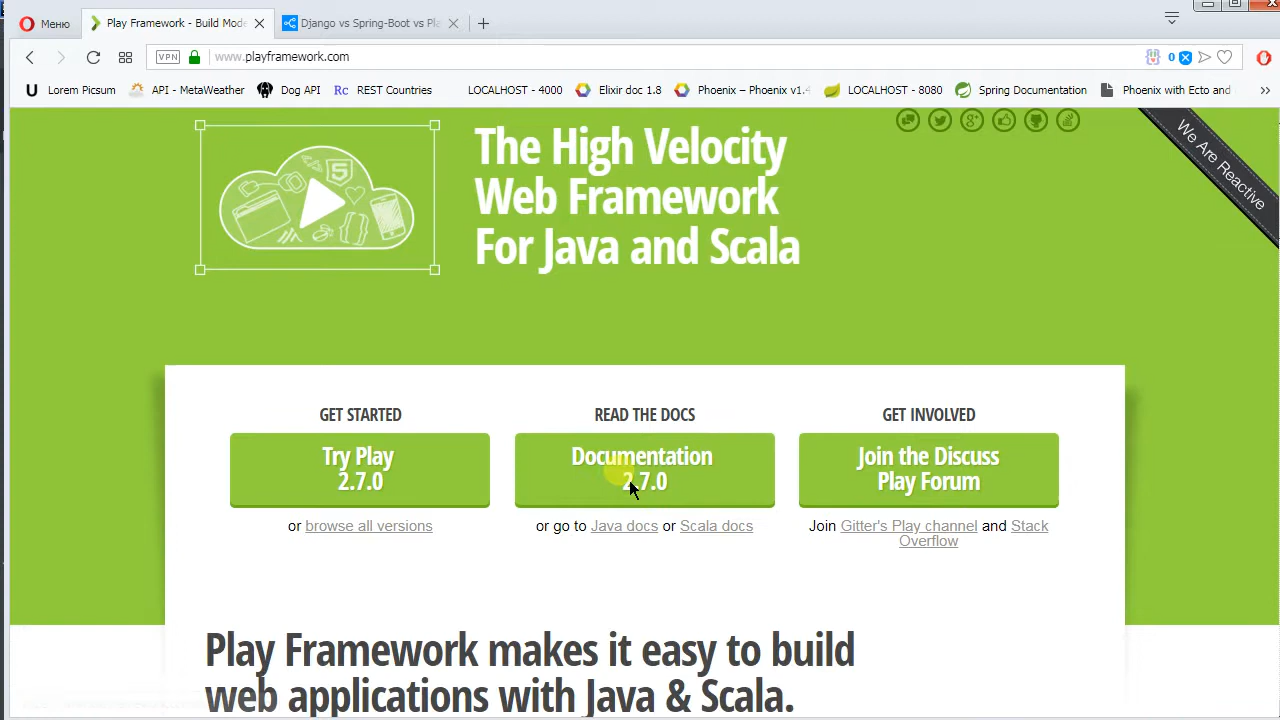 Меню
Play Framework - Build Mode
Django vs Spring-Boot vs Pla
VPN
www.playframework.com
0
U Lorem Picsum
API - MetaWeather
Dog API
Rc REST Countries
LOCALHOST - 4000
Elixir doc 1.8
Phoenix – Phoenix v1.4
LOCALHOST - 8080
Spring Documentation
Phoenix with Ecto and
The High Velocity
Web Framework
For Java and Scala
We Are Reactive
GET STARTED
Try Play
2.7.0
or browse all versions
READ THE DOCS
Documentation
2.7.0
or go to Java docs or Scala docs
GET INVOLVED
Join the Discuss
Play Forum
Join Gitter's Play channel and Stack
Overflow
Play Framework makes it easy to build
web applications with Java & Scala.